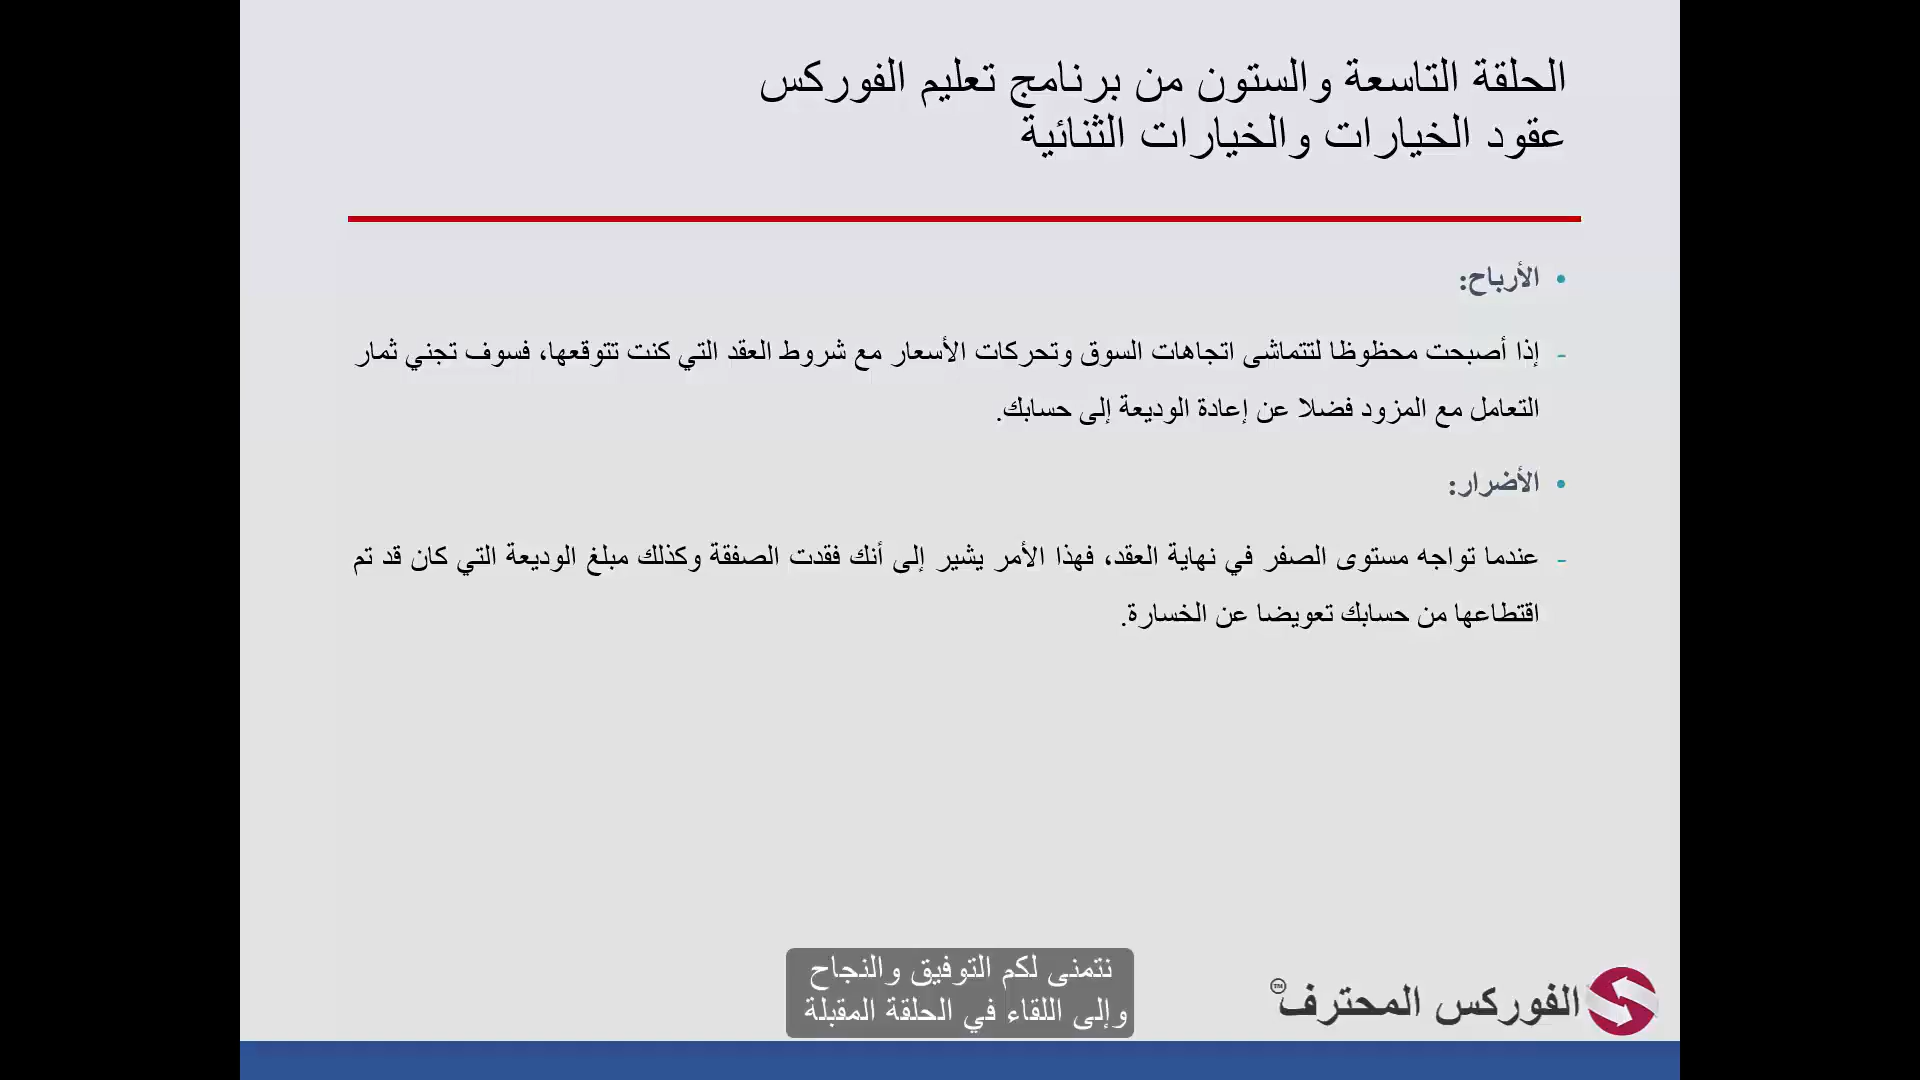 الحلقة التاسعة والستون من برنامج تعليم الفوركس
عقود الخيارات والخيارات الثنائية
• الأرباح:
- إذا أصبحت محظوظا لتتماشى اتجاهات السوق وتحركات الأسعار مع شروط العقد التي كنت تتوقعها، فسوف تجني ثمار
التعامل مع المزود فضلا عن إعادة الوديعة إلى حسابك.
• الأضرار:
- عندما تواجه مستوى الصفر في نهاية العقد، فهذا الأمر يشير إلى أنك فقدت الصفقة وكذلك مبلغ الوديعة التي كان قد تم
اقتطاعها من حسابك تعويضا عن الخسارة.
نتمنى لكم التوفيق والنجاح
وإلى اللقاء في الحلقة المقبلة
الفوركس المحترف TM